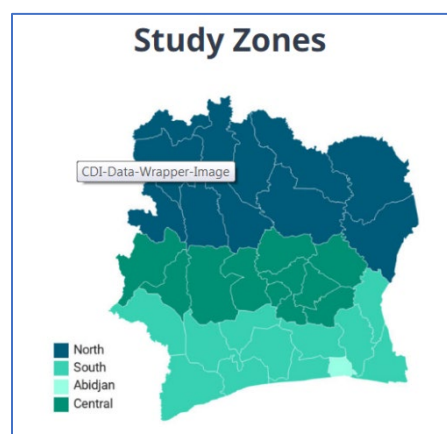 Study Zones
CDI-Data-Wrapper-Image
North
South
Abidjan
Central